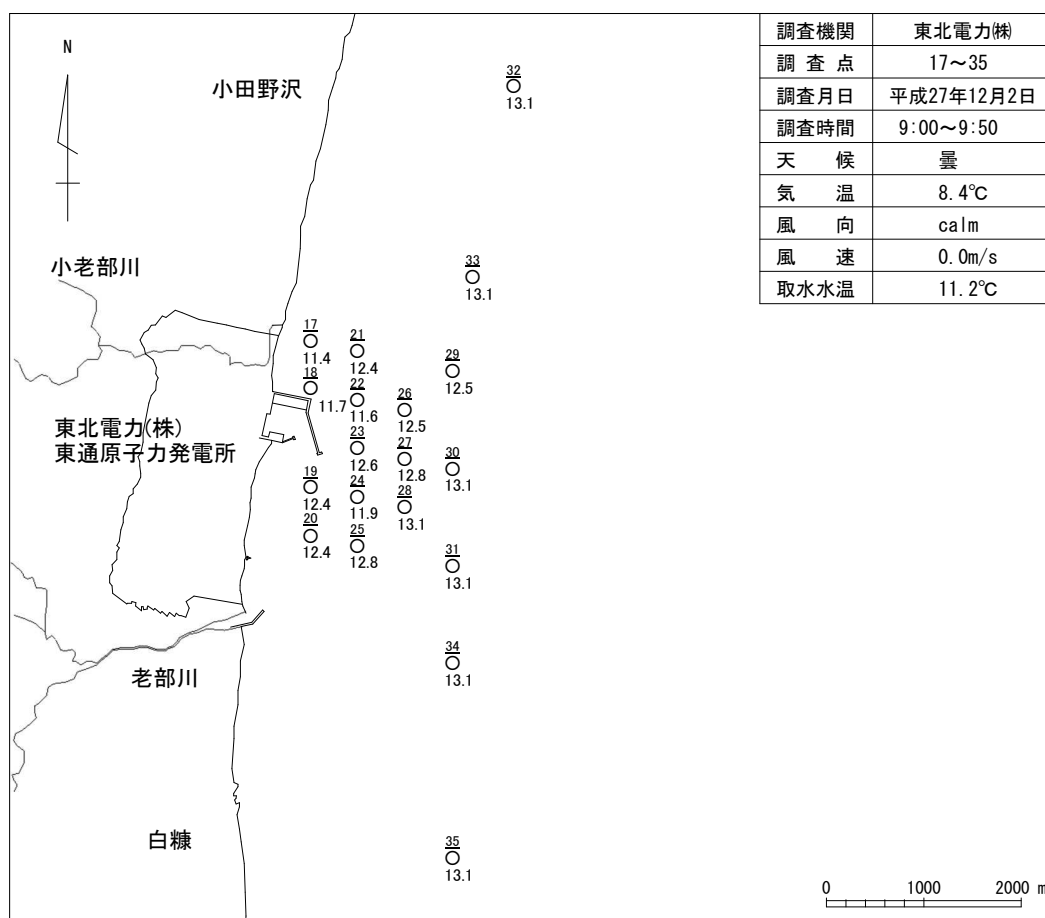 調査機関 東北電力㈱
調査点 17～35
調査月日 平成27年12月2日
調査時間 9:00～9:50
天候 曇
気温 8.4℃
風向 calm
風速 0.0m/s
取水水温 11.2℃
N
小田野沢
32
13.1
小老部川
33
13.1
17
11.4
21
12.4
29
12.5
18
11.7
22
11.6
26
12.5
東北電力(株)
東通原子力発電所
23
12.6
27
12.8
30
13.1
19
12.4
24
11.9
28
13.1
20
12.4
25
12.8
31
13.1
34
13.1
老部川
白糠
35
13.1
0 1000 2000 m